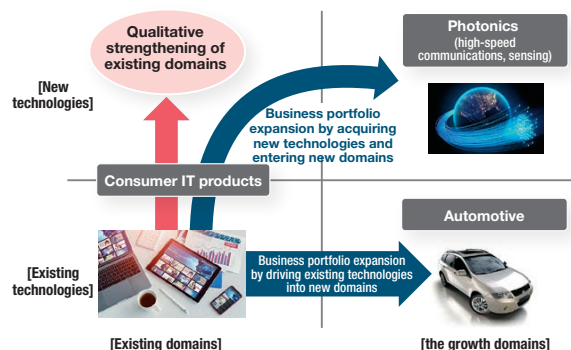 Qualitative
strengthening of
existing domains
Photonics
(high-speed
communications, sensing)
[New
technologies]
Business portfolio
expansion by acquiring
new technologies and
entering new domains
Consumer IT products
Automotive
[Existing
technologies]
Business portfolio expansion
by driving existing technologies
into new domains
[Existing domains]
[the growth domains]